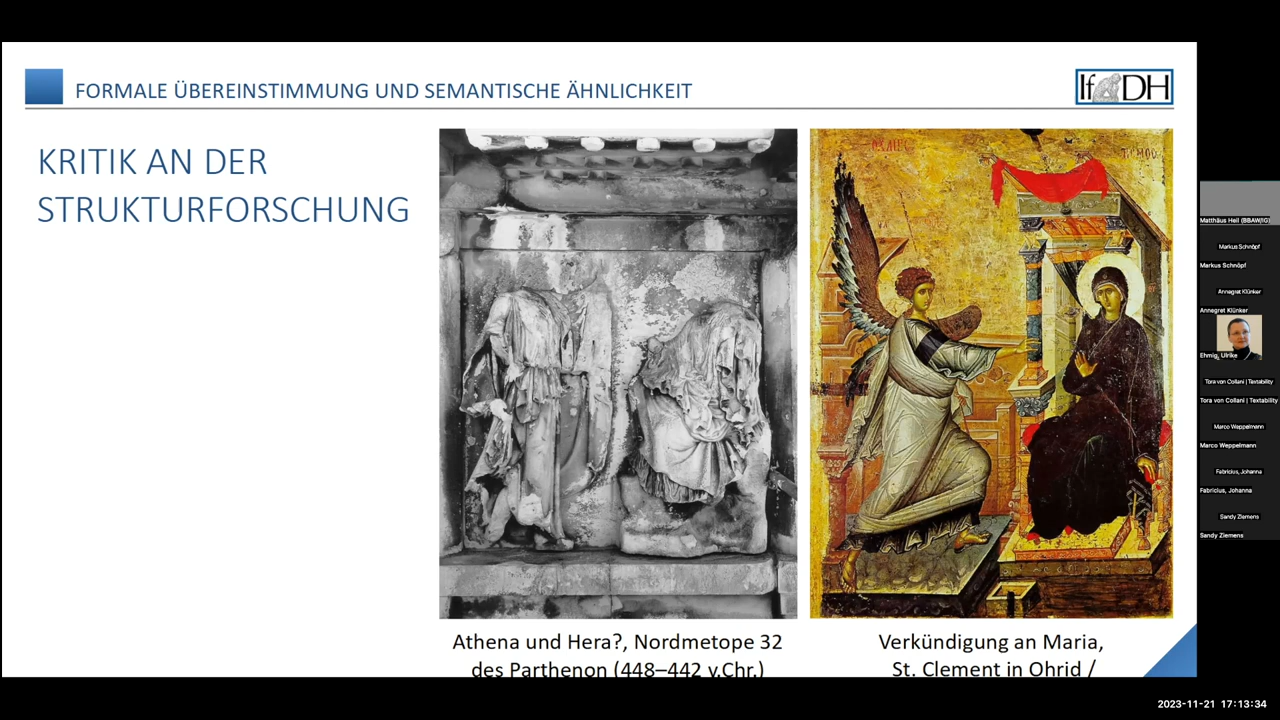 FORMALE ÜBEREINSTIMMUNG UND SEMANTISCHE ÄHNLICHKEIT
IfDH
KRITIK AN DER
STRUKTURFORSCHUNG
Athena und Hera?, Nordmetope 32
des Parthenon (448–442 v.Chr.)
Verkündigung an Maria,
St. Clement in Ohrid /
Matthäus Heil (BBAW/IG)
Markus Schnöpf
Markus Schnöpf
Annegret Klünker
Annegret Klünker
Ehmig, Ulrike
Tora von Collani | Textability
Tora von Collani | Textability
Marco Weppelmann
Marco Weppelmann
Fabricius, Johanna
Fabricius, Johanna
Sandy Ziemens
Sandy Ziemens
2023-11-21 17:13:34